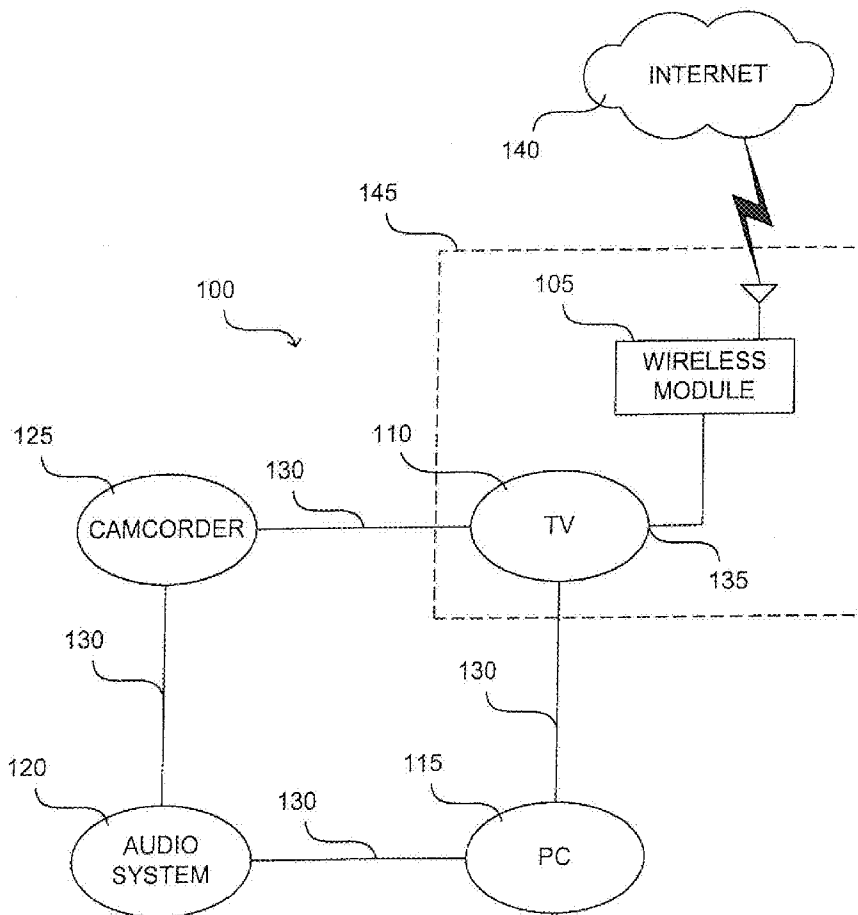 INTERNET
140
145
100
105
WIRELESS
MODULE
125
110
130
CAMCORDER
TV
135
130
130
120
115
130
AUDIO
SYSTEM
PC